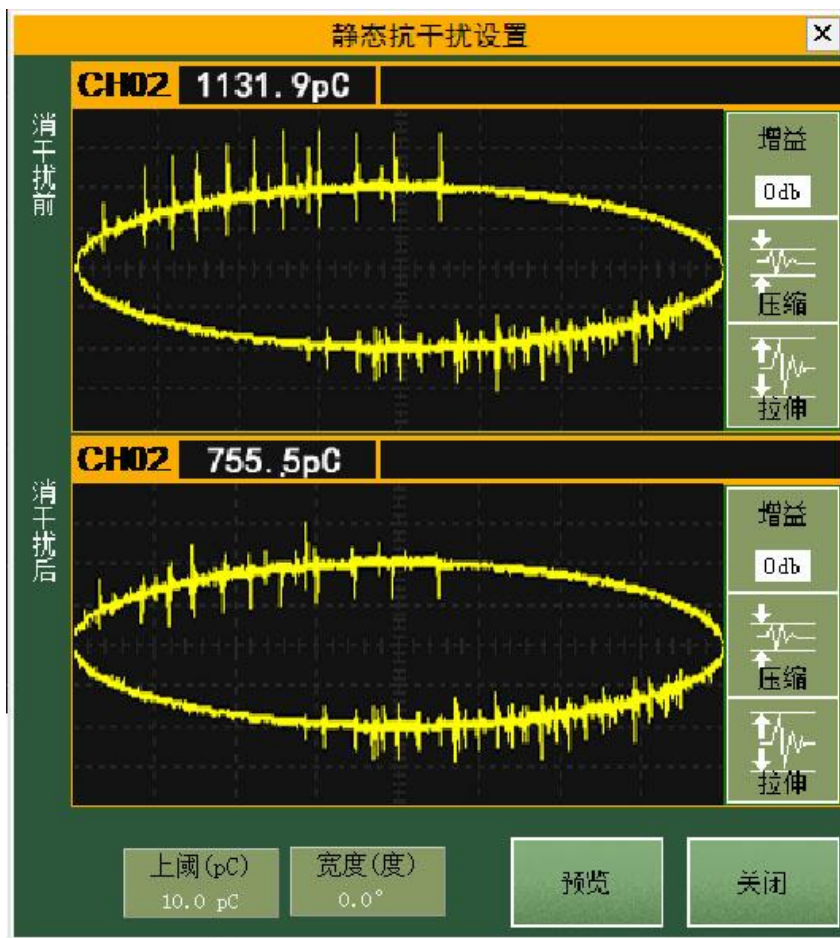 静态抗干扰设置
CH02 1131.9pC
消干扰前
增益
0db
压缩
拉伸
CH02 755.5pC
消干扰后
增益
0db
压缩
拉伸
上阈(pC)
10.0 pC
宽度(度)
0.0°
预览
关闭